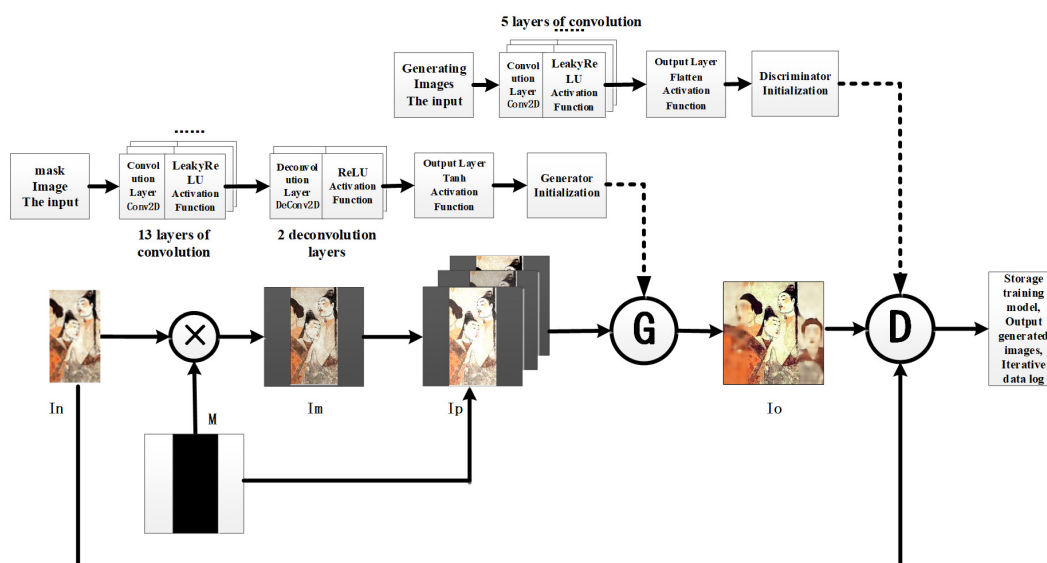 5 layers of convolution
......
Generating
Images
The input
Convol
ution
Layer
Conv2D
LeakyRe
LU
Activation
Function
Output Layer
Flatten
Activation
Function
Discriminator
Initialization
......
mask
Image
The input
Convol
ution
Layer
Conv2D
LeakyRe
LU
Activation
Function
Deconvol
ution
Layer
DeConv2D
ReLU
Activation
Function
Output Layer
Tanh
Activation
Function
Generator
Initialization
13 layers of
convolution
2 deconvolution
layers
G
D
Storage
training
model,
Output
generated
images,
Iterative
data log
In
M
Im
Ip
Io